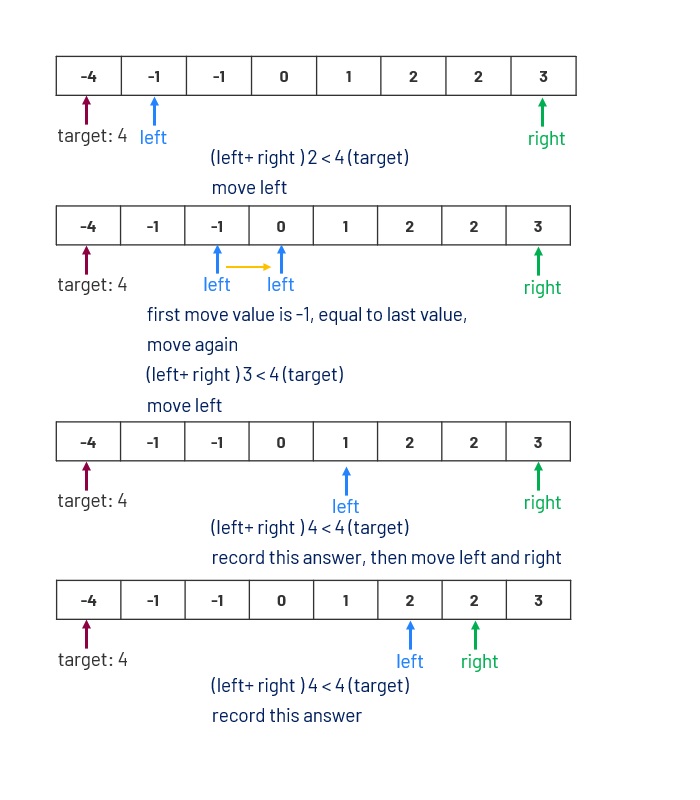 -4 -1 -1 0 1 2 2 3
target: 4 left right
(left+ right ) 2 < 4 (target)
move left
-4 -1 -1 0 1 2 2 3
target: 4 left left right
first move value is -1, equal to last value,
move again
(left+ right ) 3 < 4 (target)
move left
-4 -1 -1 0 1 2 2 3
target: 4 left right
(left+ right ) 4 < 4 (target)
record this answer, then move left and right
-4 -1 -1 0 1 2 2 3
target: 4 left right
(left+ right ) 4 < 4 (target)
record this answer